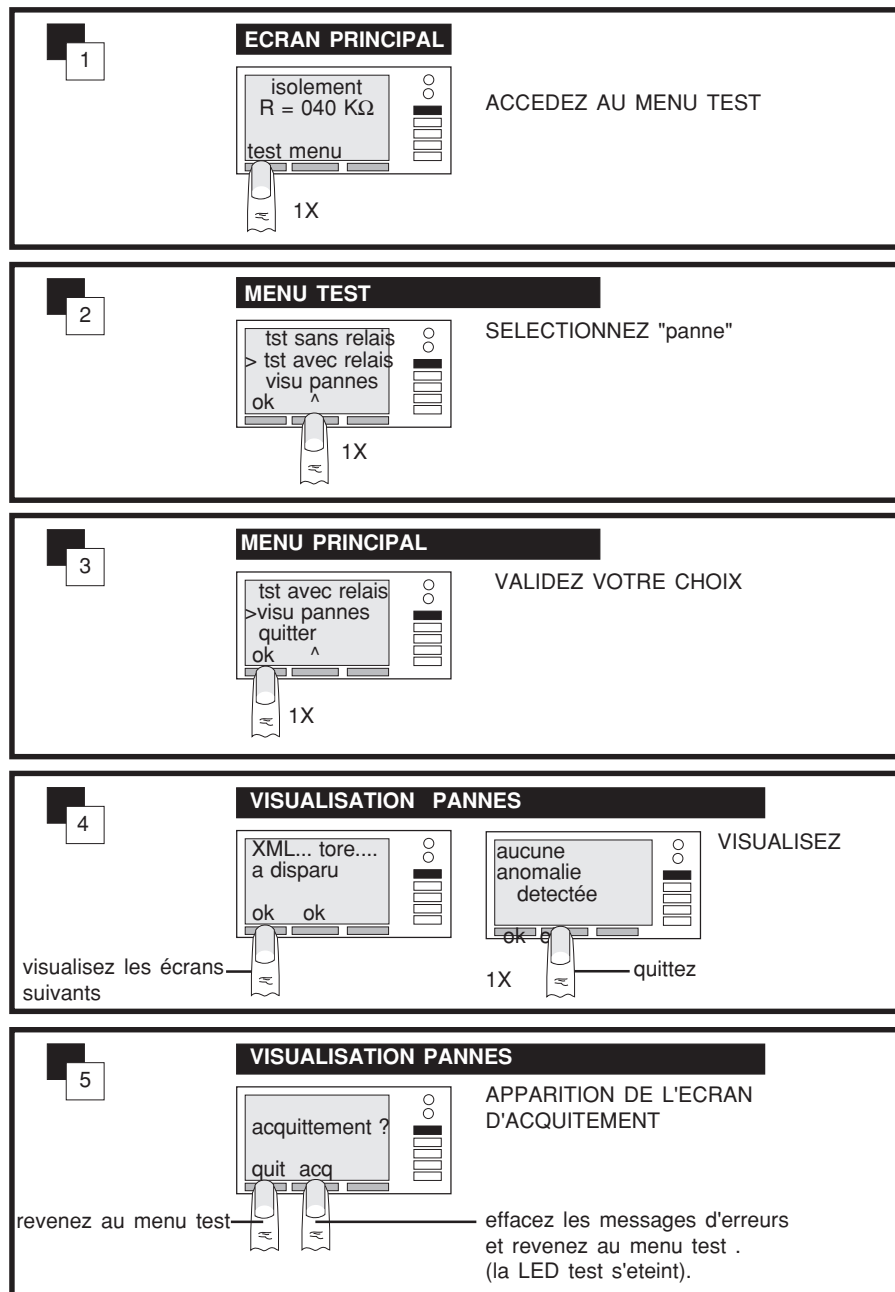 1
ECRAN PRINCIPAL
isolement
R = 040 KΩ
test menu
1X
ACCEDEZ AU MENU TEST
2
MENU TEST
tst sans relais
> tst avec relais
visu pannes
ok ^
1X
SELECTIONNEZ "panne"
3
MENU PRINCIPAL
tst avec relais
>visu pannes
quitter
ok ^
1X
VALIDEZ VOTRE CHOIX
4
VISUALISATION PANNES
XML... tore....
a disparu
ok ok
visualisez les écrans
suivants
aucune
anomalie
detectée
ok
1X
quittez
VISUALISEZ
5
VISUALISATION PANNES
acquittement ?
quit acq
APPARITION DE L'ECRAN
D'ACQUITEMENT
revenez au menu test
effacez les messages d'erreurs
et revenez au menu test .
(la LED test s'eteint).